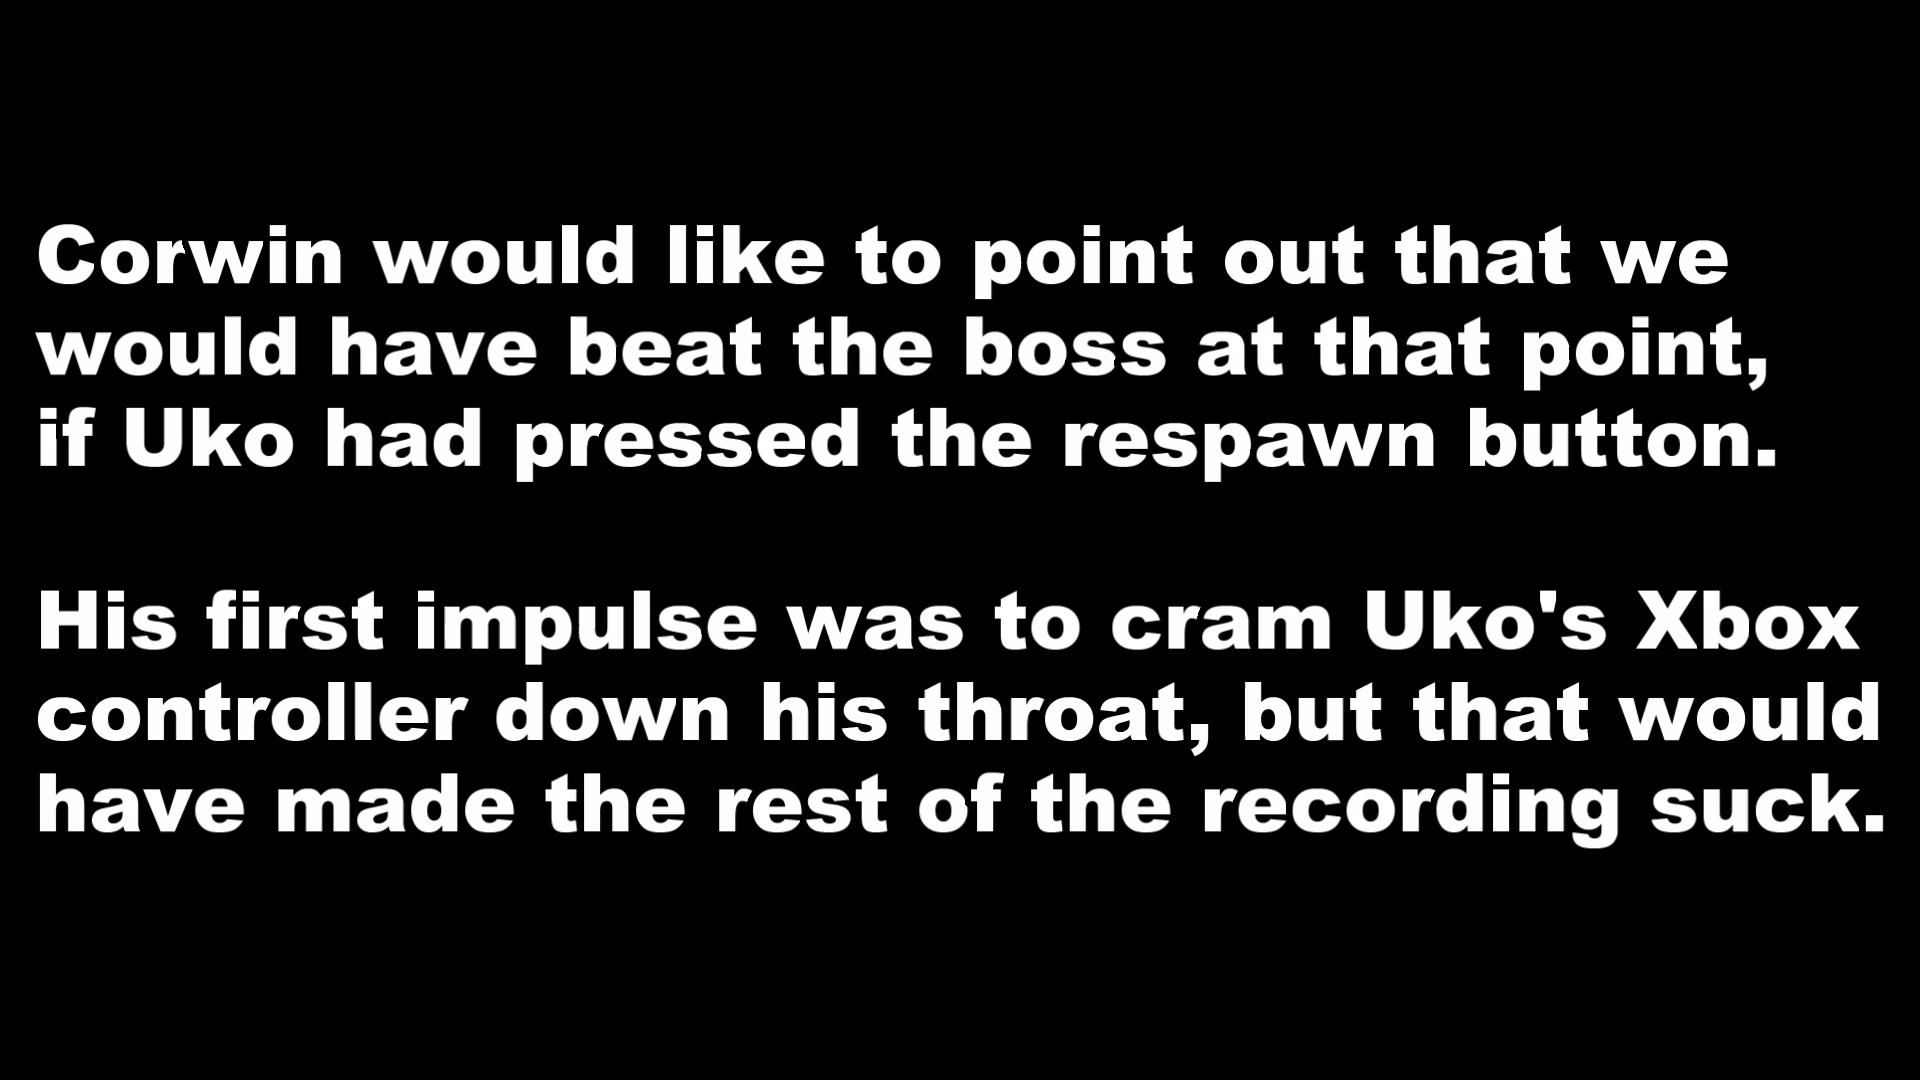 Corwin would like to point out that we
would have beat the boss at that point,
if Uko had pressed the respawn button.
His first impulse was to cram Uko's Xbox
controller down his throat, but that would
have made the rest of the recording suck.